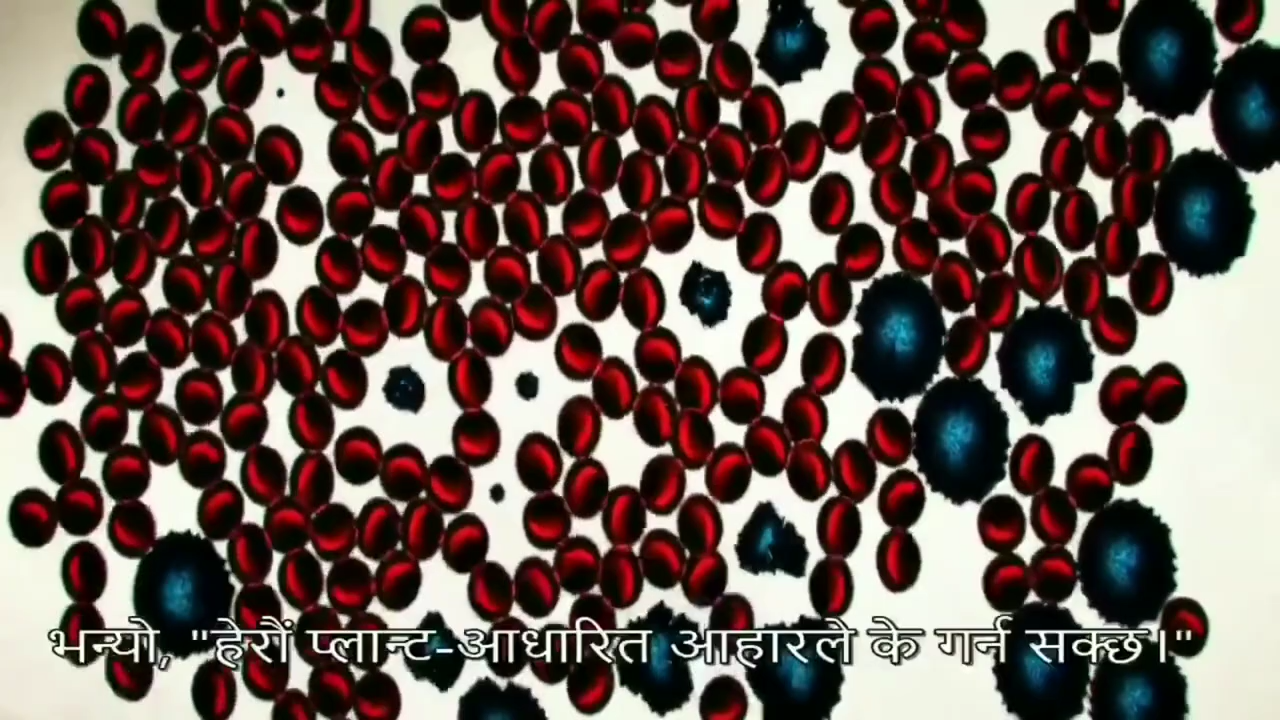 भन्यो, "हेरौं प्लान्ट-आधारित आहारले के गर्न सक्छ।"